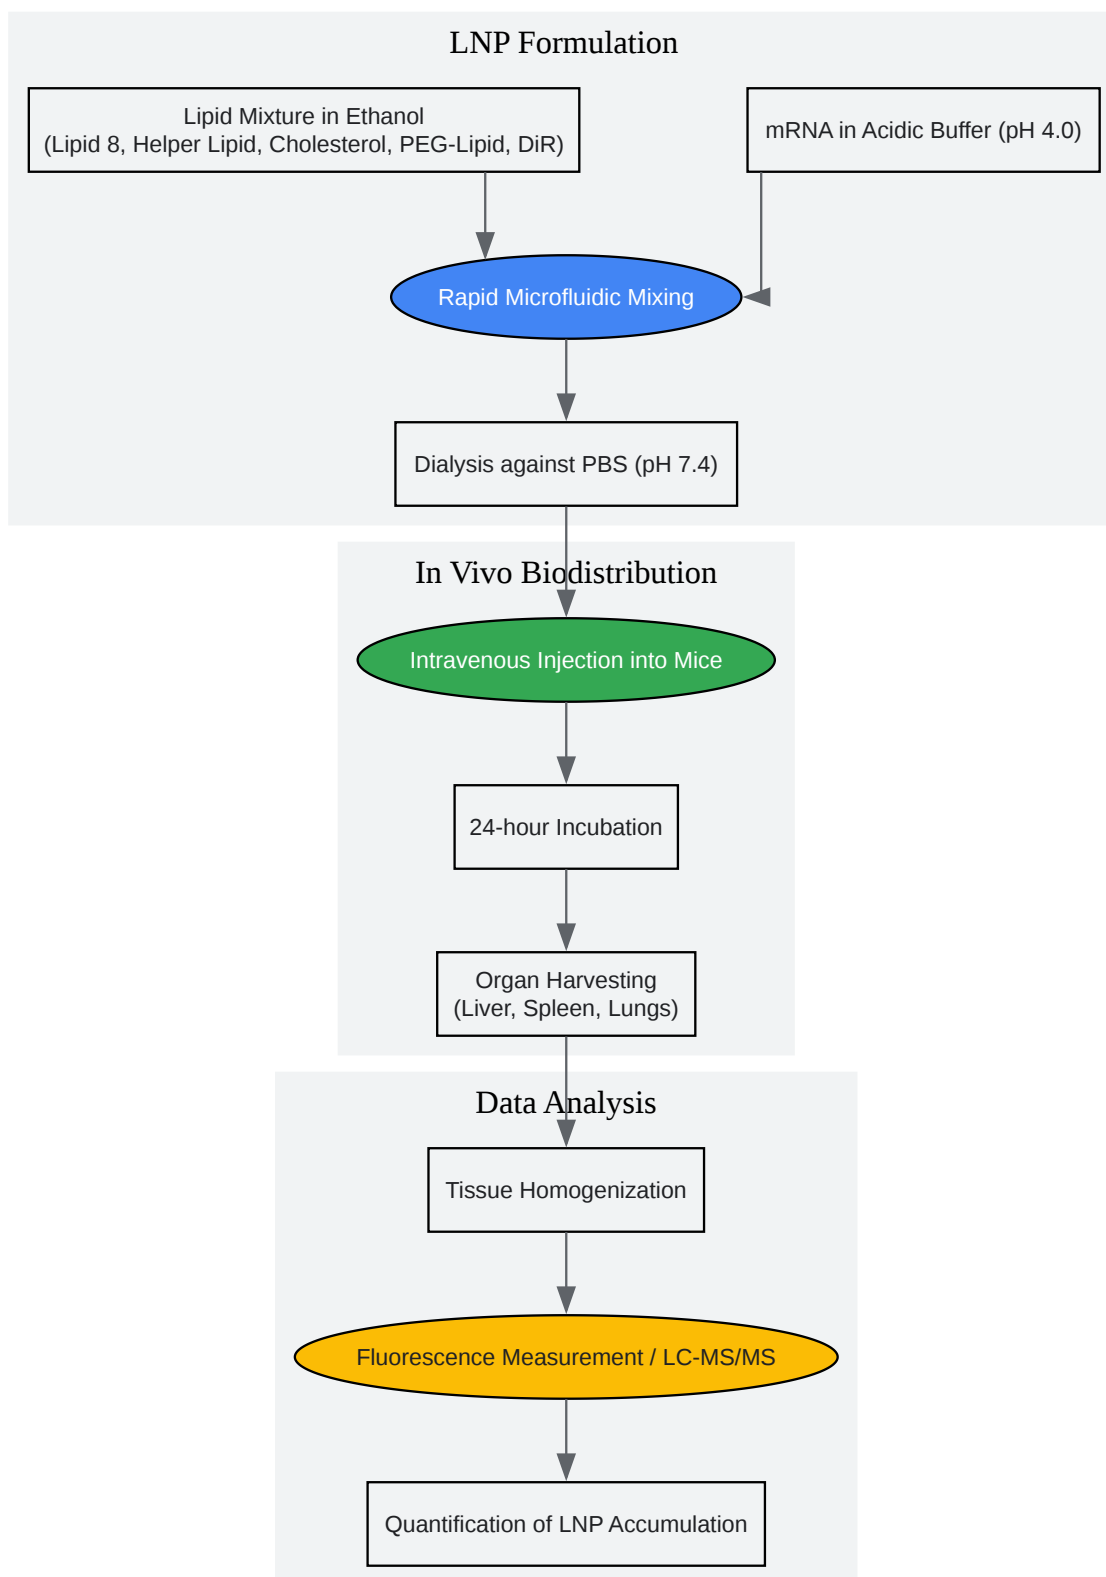 LNP Formulation
Lipid Mixture in Ethanol
(Lipid 8, Helper Lipid, Cholesterol, PEG-Lipid, DiR)
mRNA in Acidic Buffer (pH 4.0)
Rapid Microfluidic Mixing
Dialysis against PBS (pH 7.4)
In Vivo Biodistribution
Intravenous Injection into Mice
24-hour Incubation
Organ Harvesting
(Liver, Spleen, Lungs)
Data Analysis
Tissue Homogenization
Fluorescence Measurement / LC-MS/MS
Quantification of LNP Accumulation